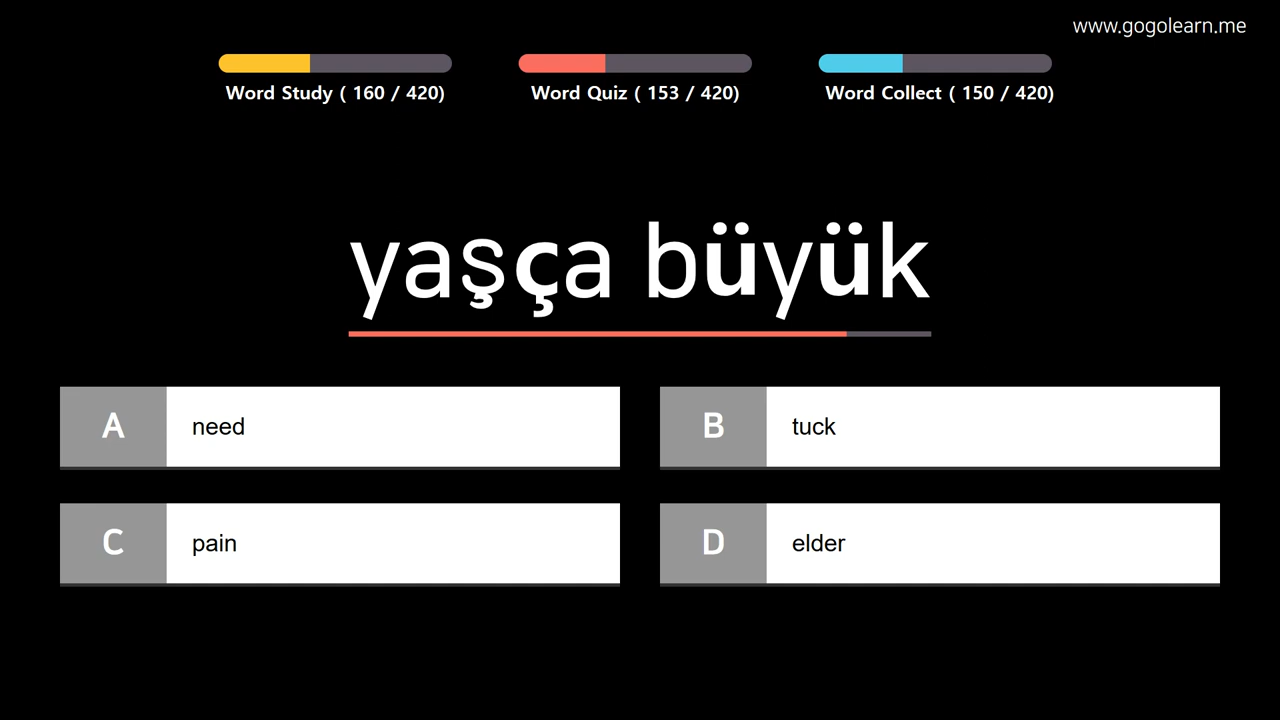 www.gogolearn.me
Word Study ( 160 / 420)
Word Quiz ( 153 / 420)
Word Collect ( 150 / 420)
yaşça büyük
A need
B tuck
C pain
D elder